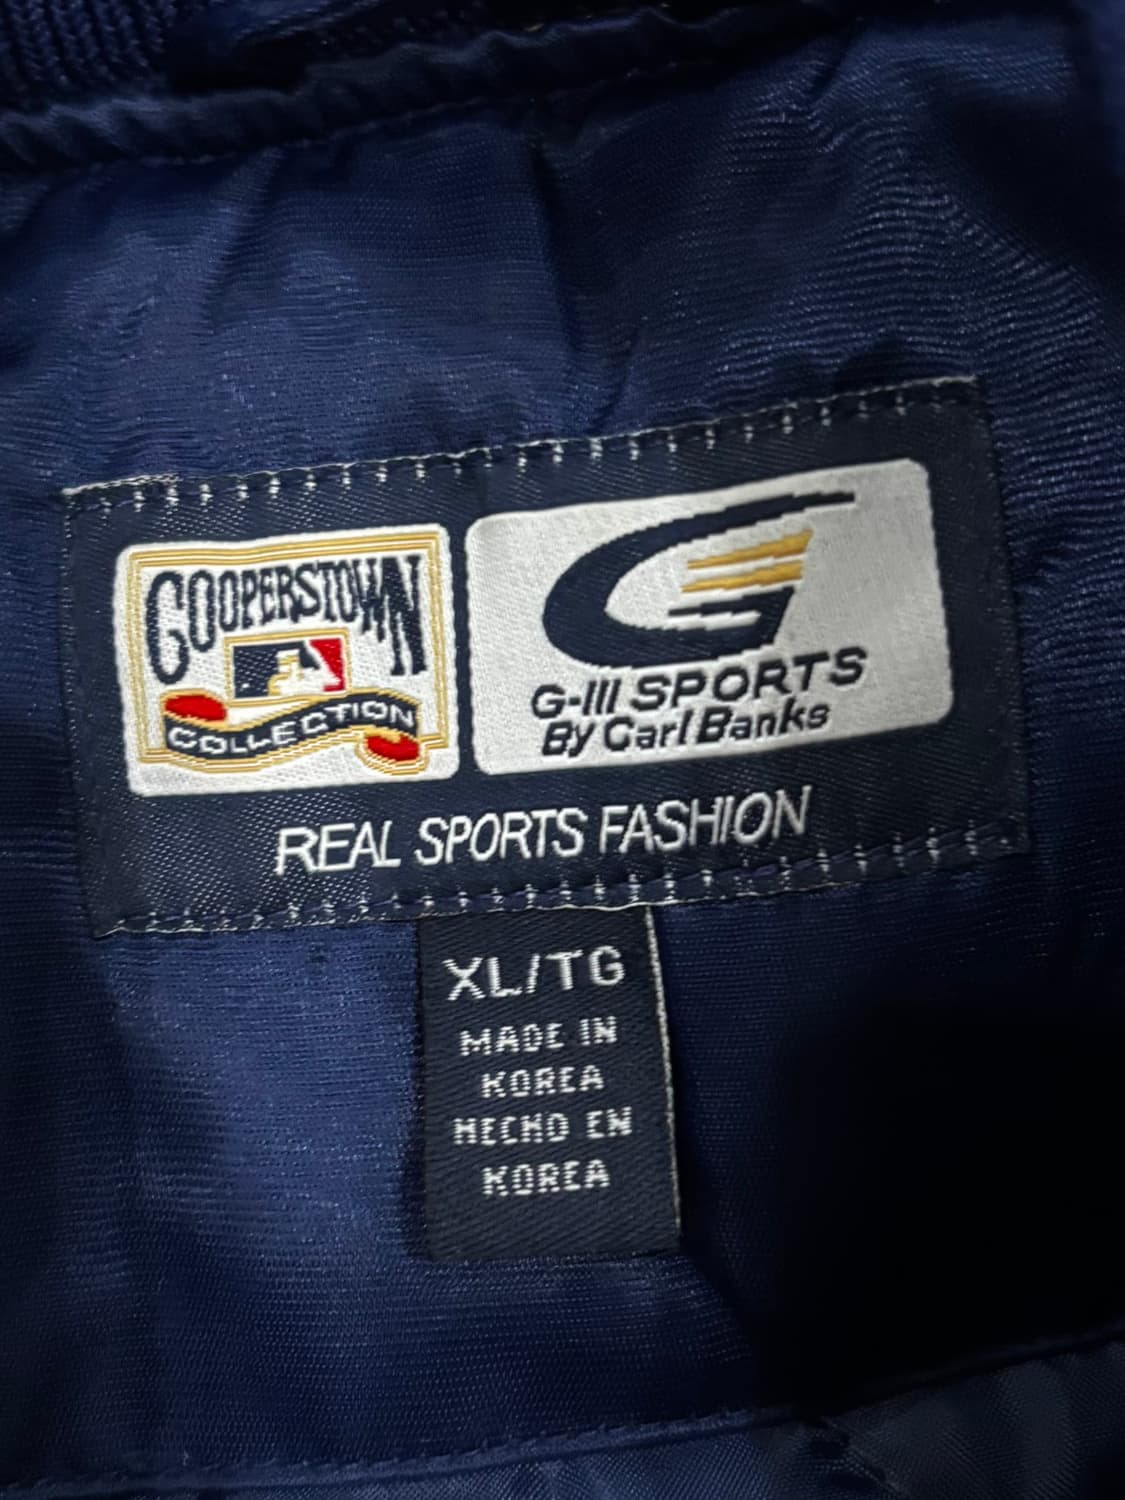 COOPERSTOWN
COLLECTION
G-III SPORTS
By Carl Banks
REAL SPORTS FASHION
XL/TG
MADE IN
KOREA
HECHO EN
KOREA